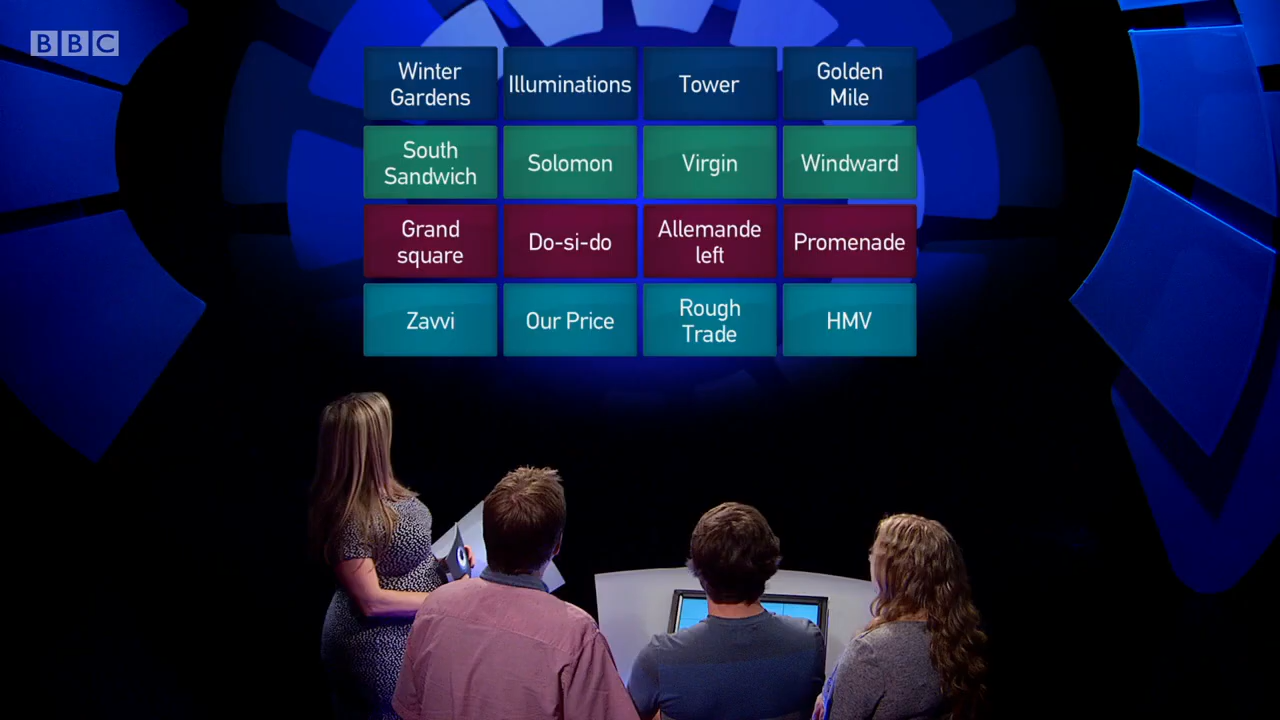 BBC
Winter
Gardens
Illuminations
Tower
Golden
Mile
South
Sandwich
Solomon
Virgin
Windward
Grand
square
Do-si-do
Allemande
left
Promenade
Zavvi
Our Price
Rough
Trade
HMV